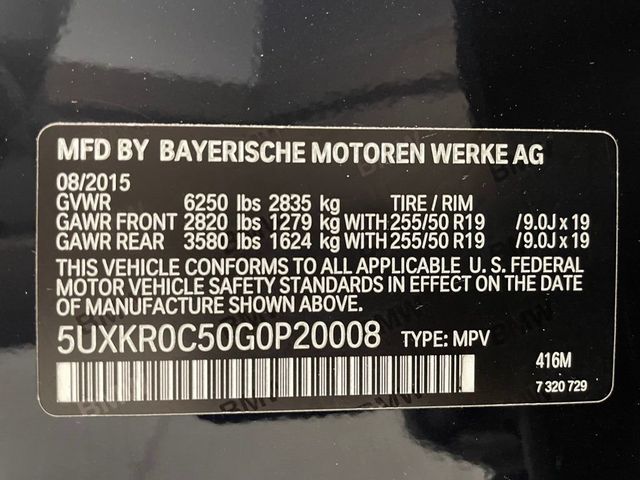 MFD BY BAYERISCHE MOTOREN WERKE AG
08/2015
GVWR 6250 lbs 2835 kg TIRE / RIM
GAWR FRONT 2820 lbs 1279 kg WITH 255/50 R19 /9.0J x 19
GAWR REAR 3580 lbs 1624 kg WITH 255/50 R19 /9.0J x 19
THIS VEHICLE CONFORMS TO ALL APPLICABLE U. S. FEDERAL
MOTOR VEHICLE SAFETY STANDARDS IN EFFECT ON THE DATE
OF MANUFACTURE SHOWN ABOVE.
5UXKR0C50G0P20008 TYPE: MPV
416M
7 320 729